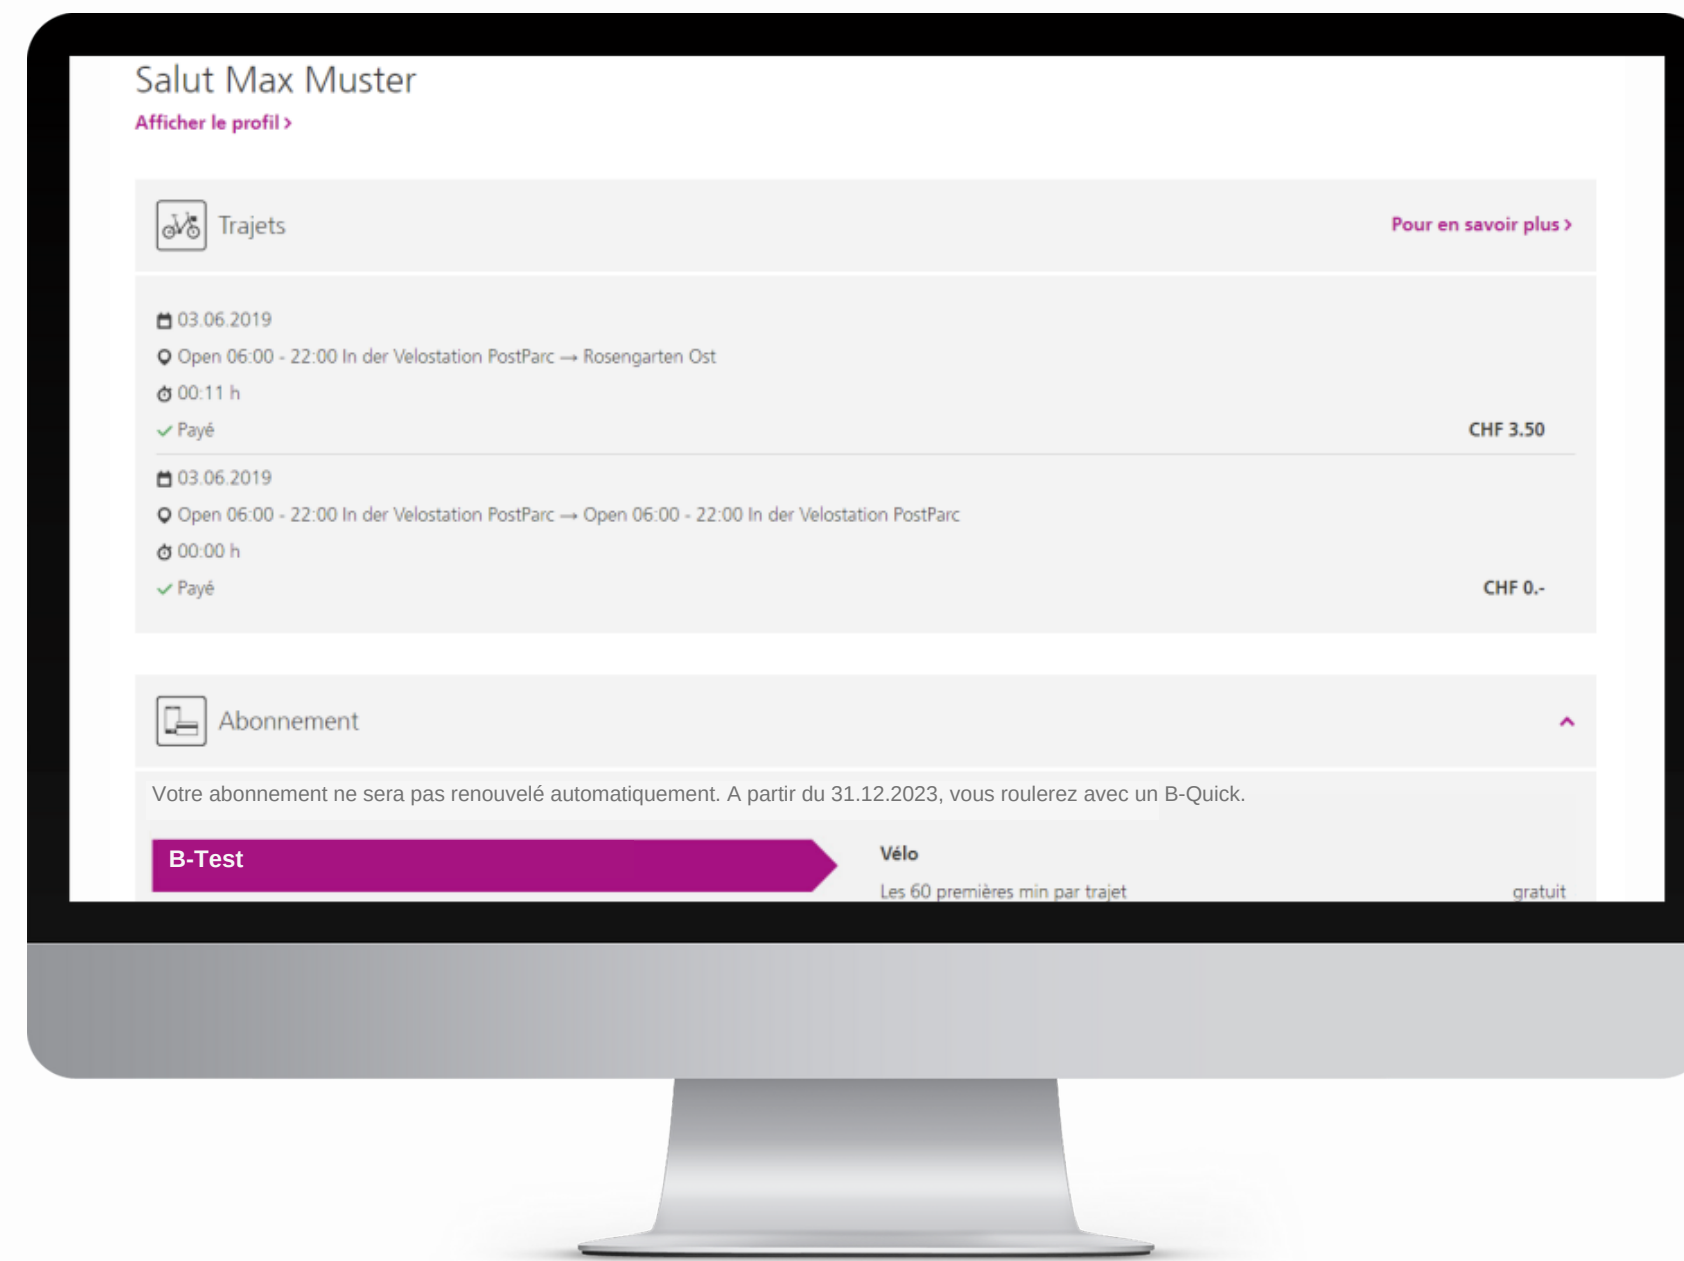 Salut Max Muster
Afficher le profil >
Trajets
Pour en savoir plus >
03.06.2019
Open 06:00 - 22:00 In der Velostation PostParc → Rosengarten Ost
00:11 h
Payé
CHF 3.50
03.06.2019
Open 06:00 - 22:00 In der Velostation PostParc → Open 06:00 - 22:00 In der Velostation PostParc
00:00 h
Payé
CHF 0.-
Abonnement
Votre abonnement ne sera pas renouvelé automatiquement. A partir du 31.12.2023, vous roulerez avec un B-Quick.
B-Test
Vélo
Les 60 premières min par trajet
gratuit